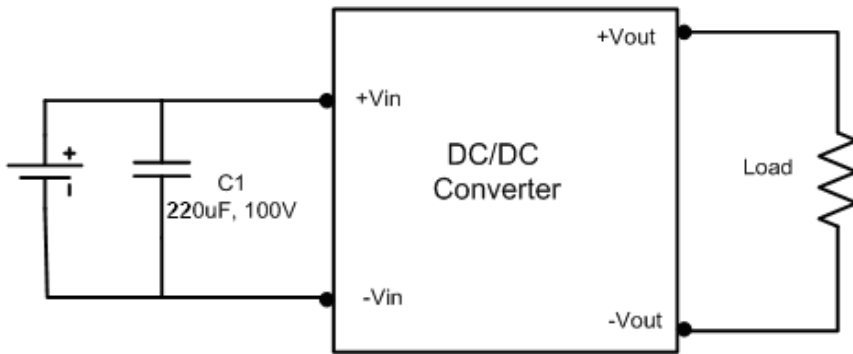 +Vout
+Vin
DC/DC
Converter
Load
+
-
C1
220uF, 100V
-Vin
-Vout